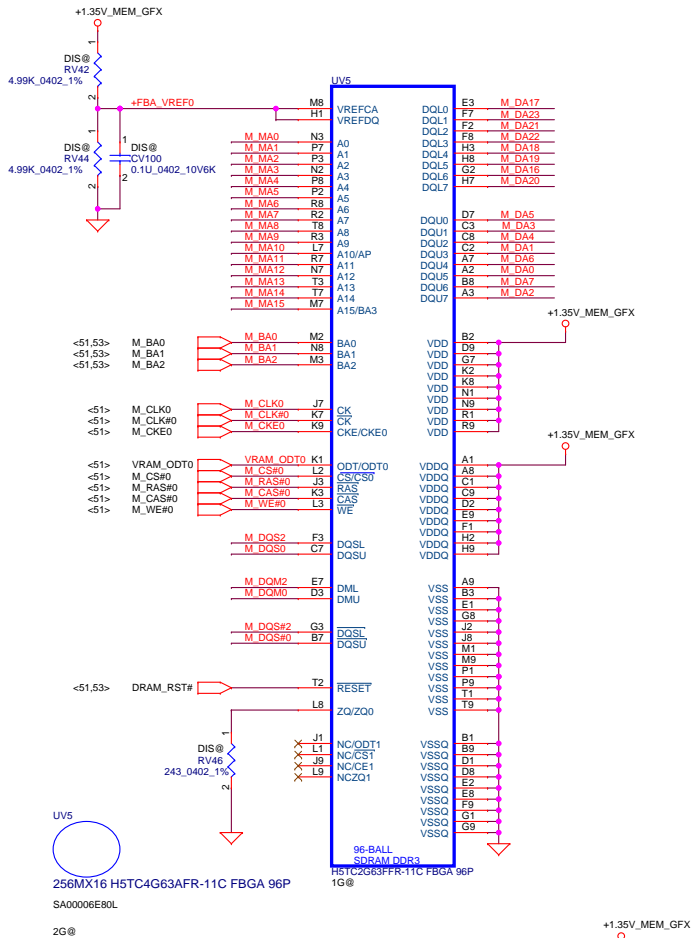 +1.35V_MEM_GFX
1
DIS@
RV42
4.99K_0402_1%
2
+FBA_VREF0
DIS@
RV44
4.99K_0402_1%
1
2
1
DIS@
CV100
0.1U_0402_10V6K
2
UV5
M8 VREFCA
H1 VREFDQ
M_MA0 N3 A0
M_MA1 P7 A1
M_MA2 P3 A2
M_MA3 N2 A3
M_MA4 P8 A4
M_MA5 P2 A5
M_MA6 R8 A6
M_MA7 R2 A7
M_MA8 T8 A8
M_MA9 R3 A9
M_MA10 L7 A10/AP
M_MA11 R7 A11
M_MA12 N7 A12
M_MA13 T3 A13
M_MA14 T7 A14
M_MA15 M7 A15/BA3
<51,53> M_BA0 M_BA0 M2 BA0
<51,53> M_BA1 M_BA1 N8 BA1
<51,53> M_BA2 M_BA2 M3 BA2
<51> M_CLK0 M_CLK0 J7 CK
<51> M_CLK#0 M_CLK#0 K7 CK
<51> M_CKE0 M_CKE0 K9 CKE/CKE0
<51> VRAM_ODT0 VRAM_ODT0 K1 ODT/ODT0
<51> M_CS#0 M_CS#0 L2 CS/CS0
<51> M_RAS#0 M_RAS#0 J3 RAS
<51> M_CAS#0 M_CAS#0 K3 CAS
<51> M_WE#0 M_WE#0 L3 WE
M_DQS2 F3 DQSL
M_DQS0 C7 DQSU
M_DQM2 E7 DML
M_DQM0 D3 DMU
M_DQS#2 G3 DQSL
M_DQS#0 B7 DQSU
<51,53> DRAM_RST# T2 RESET
L8 ZQ/ZQ0
1
DIS@
RV46
243_0402_1%
2
J1 NC/ODT1
L1 NC/CS1
J9 NC/CE1
L9 NCZQ1
DQL0 E3 M_DA17
DQL1 F7 M_DA23
DQL2 F2 M_DA21
DQL3 F8 M_DA22
DQL4 H3 M_DA18
DQL5 H8 M_DA19
DQL6 G2 M_DA16
DQL7 H7 M_DA20
DQU0 D7 M_DA5
DQU1 C3 M_DA3
DQU2 C8 M_DA4
DQU3 C2 M_DA1
DQU4 A7 M_DA6
DQU5 A2 M_DA0
DQU6 B8 M_DA7
DQU7 A3 M_DA2
+1.35V_MEM_GFX
VDD B2
VDD D9
VDD G7
VDD K2
VDD K8
VDD N1
VDD N9
VDD R1
VDD R9
+1.35V_MEM_GFX
VDDQ A1
VDDQ A8
VDDQ C1
VDDQ C9
VDDQ D2
VDDQ E9
VDDQ F1
VDDQ H2
VDDQ H9
VSS A9
VSS B3
VSS E1
VSS G8
VSS J2
VSS J8
VSS M1
VSS M9
VSS P1
VSS P9
VSS T1
VSS T9
VSSQ B1
VSSQ B9
VSSQ D1
VSSQ D8
VSSQ E2
VSSQ E8
VSSQ F9
VSSQ G1
VSSQ G9
96-BALL
SDRAM DDR3
H5TC2G63FFR-11C FBGA 96P
1G@
UV5
256MX16 H5TC4G63AFR-11C FBGA 96P
SA00006E80L
2G@
+1.35V_MEM_GFX